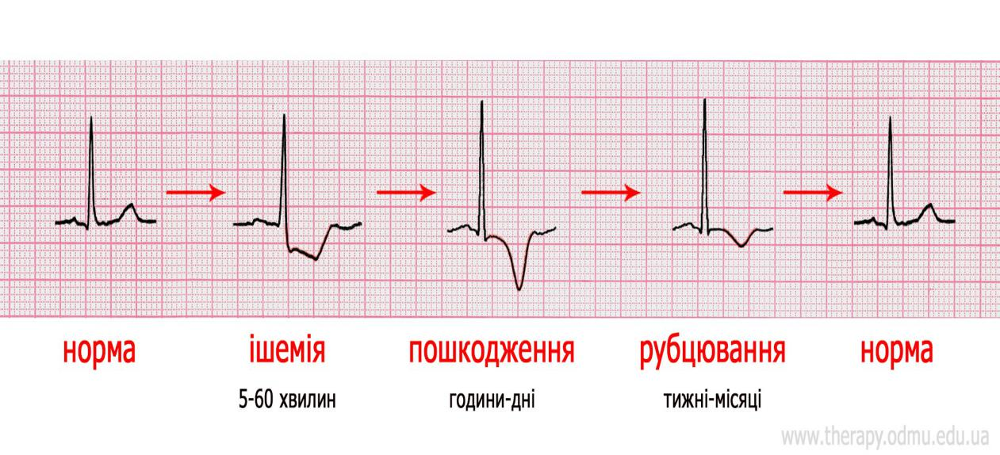 норма ішемія пошкодження рубцювання норма
5-60 хвилин години-дні тижні-місяці
www.therapy.odmu.edu.ua